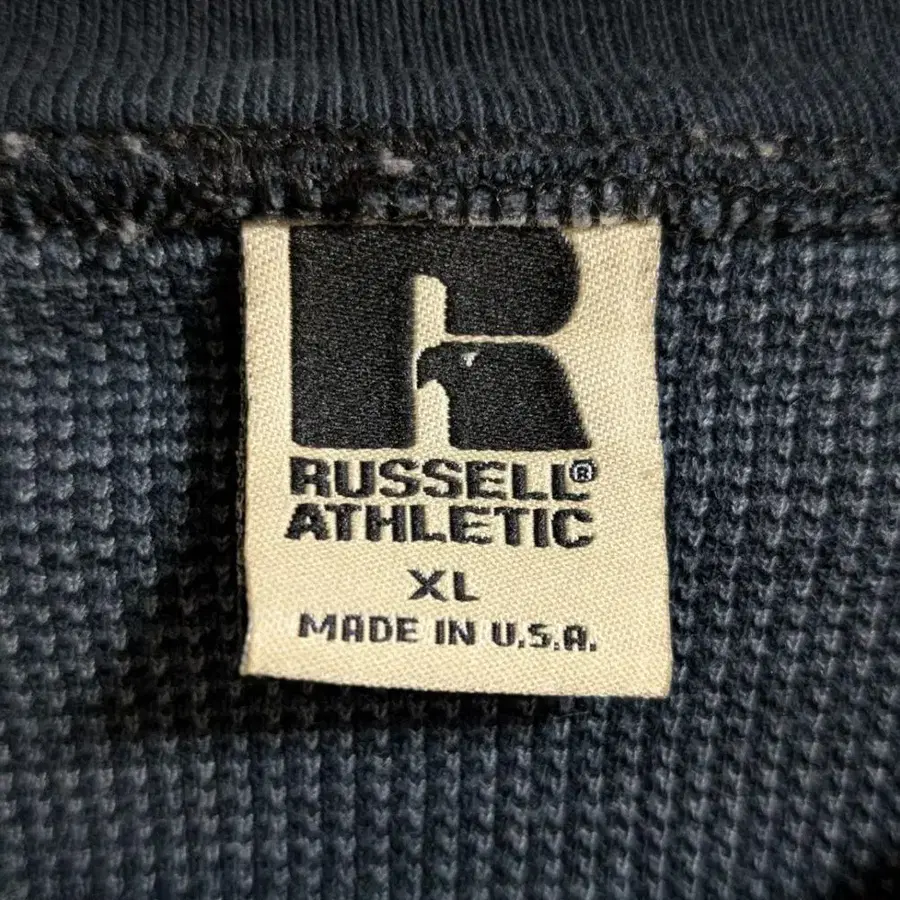 R
RUSSELL®
ATHLETIC
XL
MADE IN U.S.A.